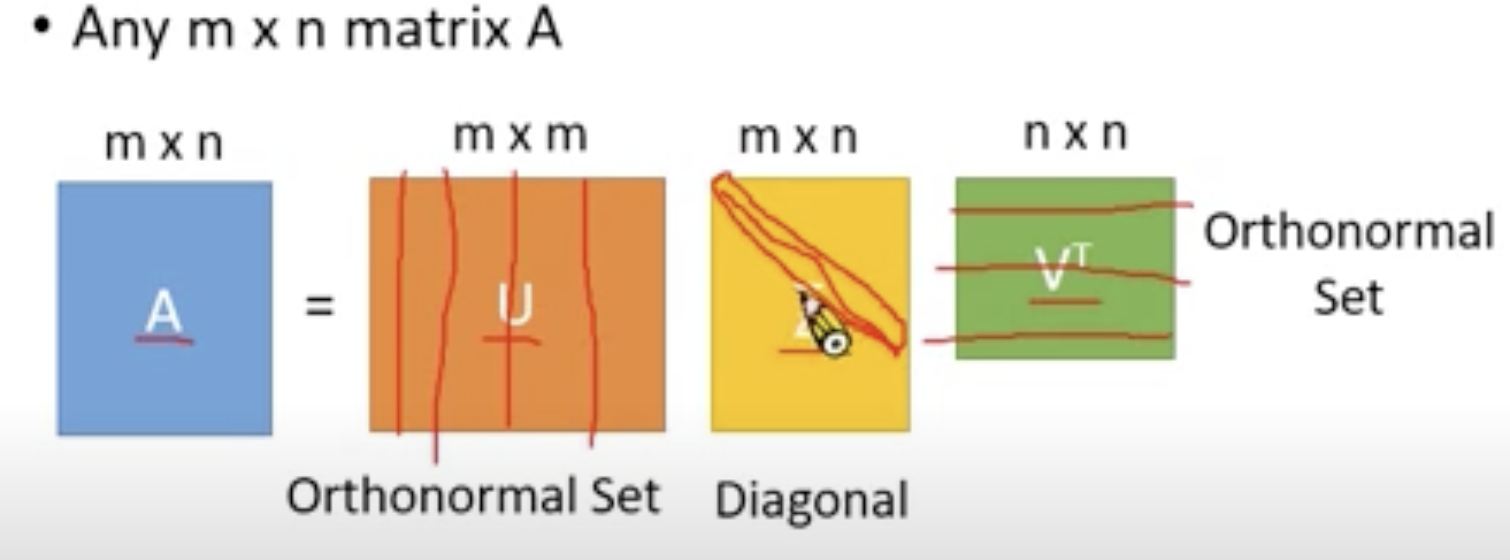 • Any m x n matrix A
m x n m x m m x n n x n
A = U V^T Orthonormal
Set
Orthonormal Set Diagonal